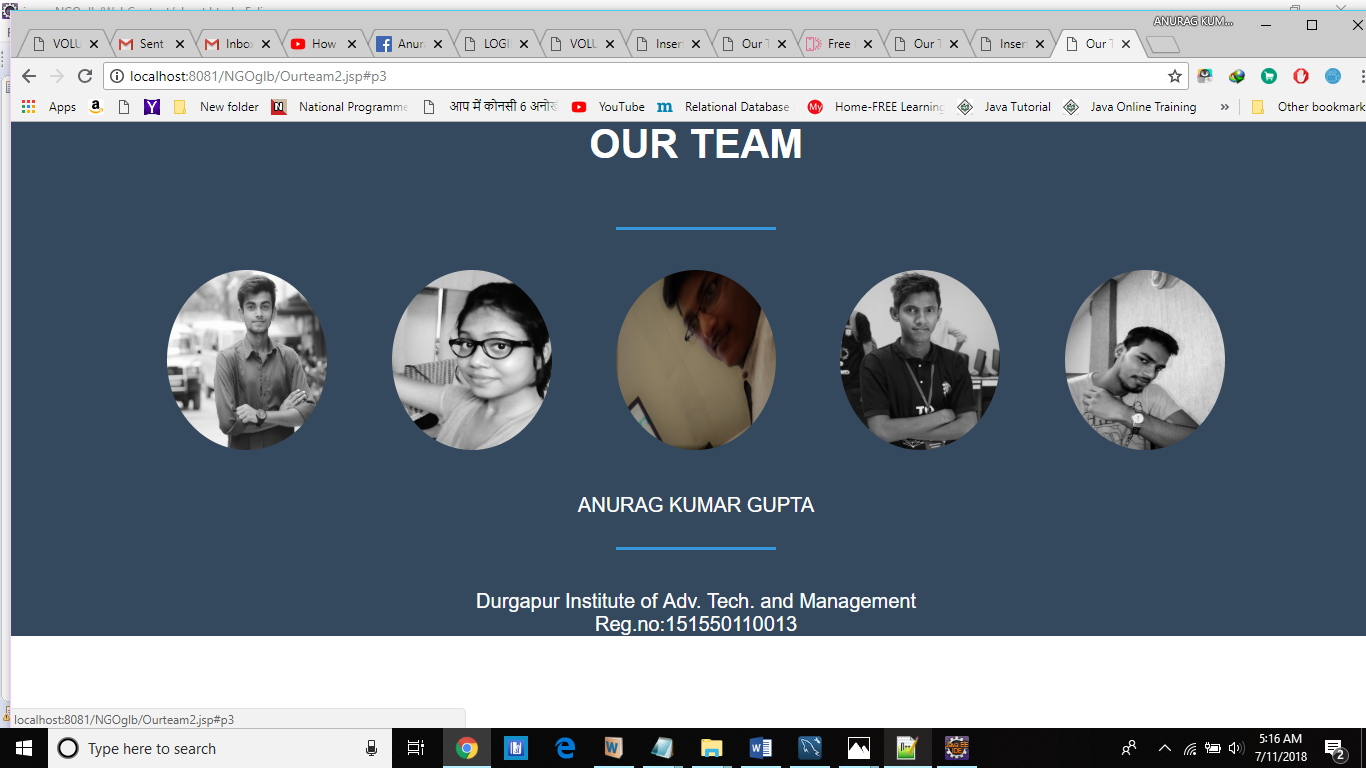 ANURAG KUM...
VOLU
Sent
Inbo
How
Anur
LOGI
VOLU
Inser
Our T
Free
Our T
Inser
Our T
localhost:8081/NGOglb/Ourteam2.jsp#p3
Apps
New folder
National Programme
आप में कोनसी 6 अनोख
YouTube
Relational Database
Home-FREE Learning
Java Tutorial
Java Online Training
»
Other bookmark
OUR TEAM
ANURAG KUMAR GUPTA
Durgapur Institute of Adv. Tech. and Management
Reg.no:151550110013
localhost:8081/NGOglb/Ourteam2.jsp#p3
Type here to search
5:16 AM
7/11/2018
2